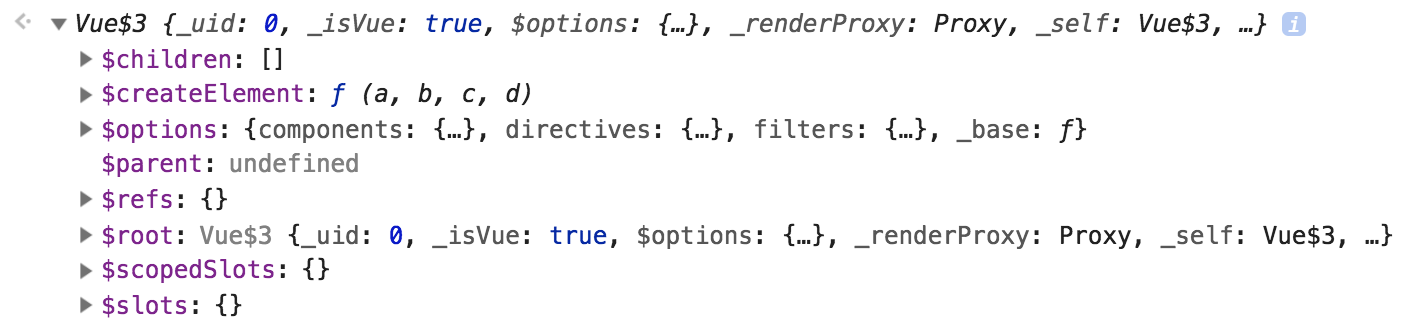 Vue$3 {_uid: 0, _isVue: true, $options: {…}, _renderProxy: Proxy, _self: Vue$3, …} i
$children: []
$createElement: ƒ (a, b, c, d)
$options: {components: {…}, directives: {…}, filters: {…}, _base: ƒ}
$parent: undefined
$refs: {}
$root: Vue$3 {_uid: 0, _isVue: true, $options: {…}, _renderProxy: Proxy, _self: Vue$3, …}
$scopedSlots: {}
$slots: {}